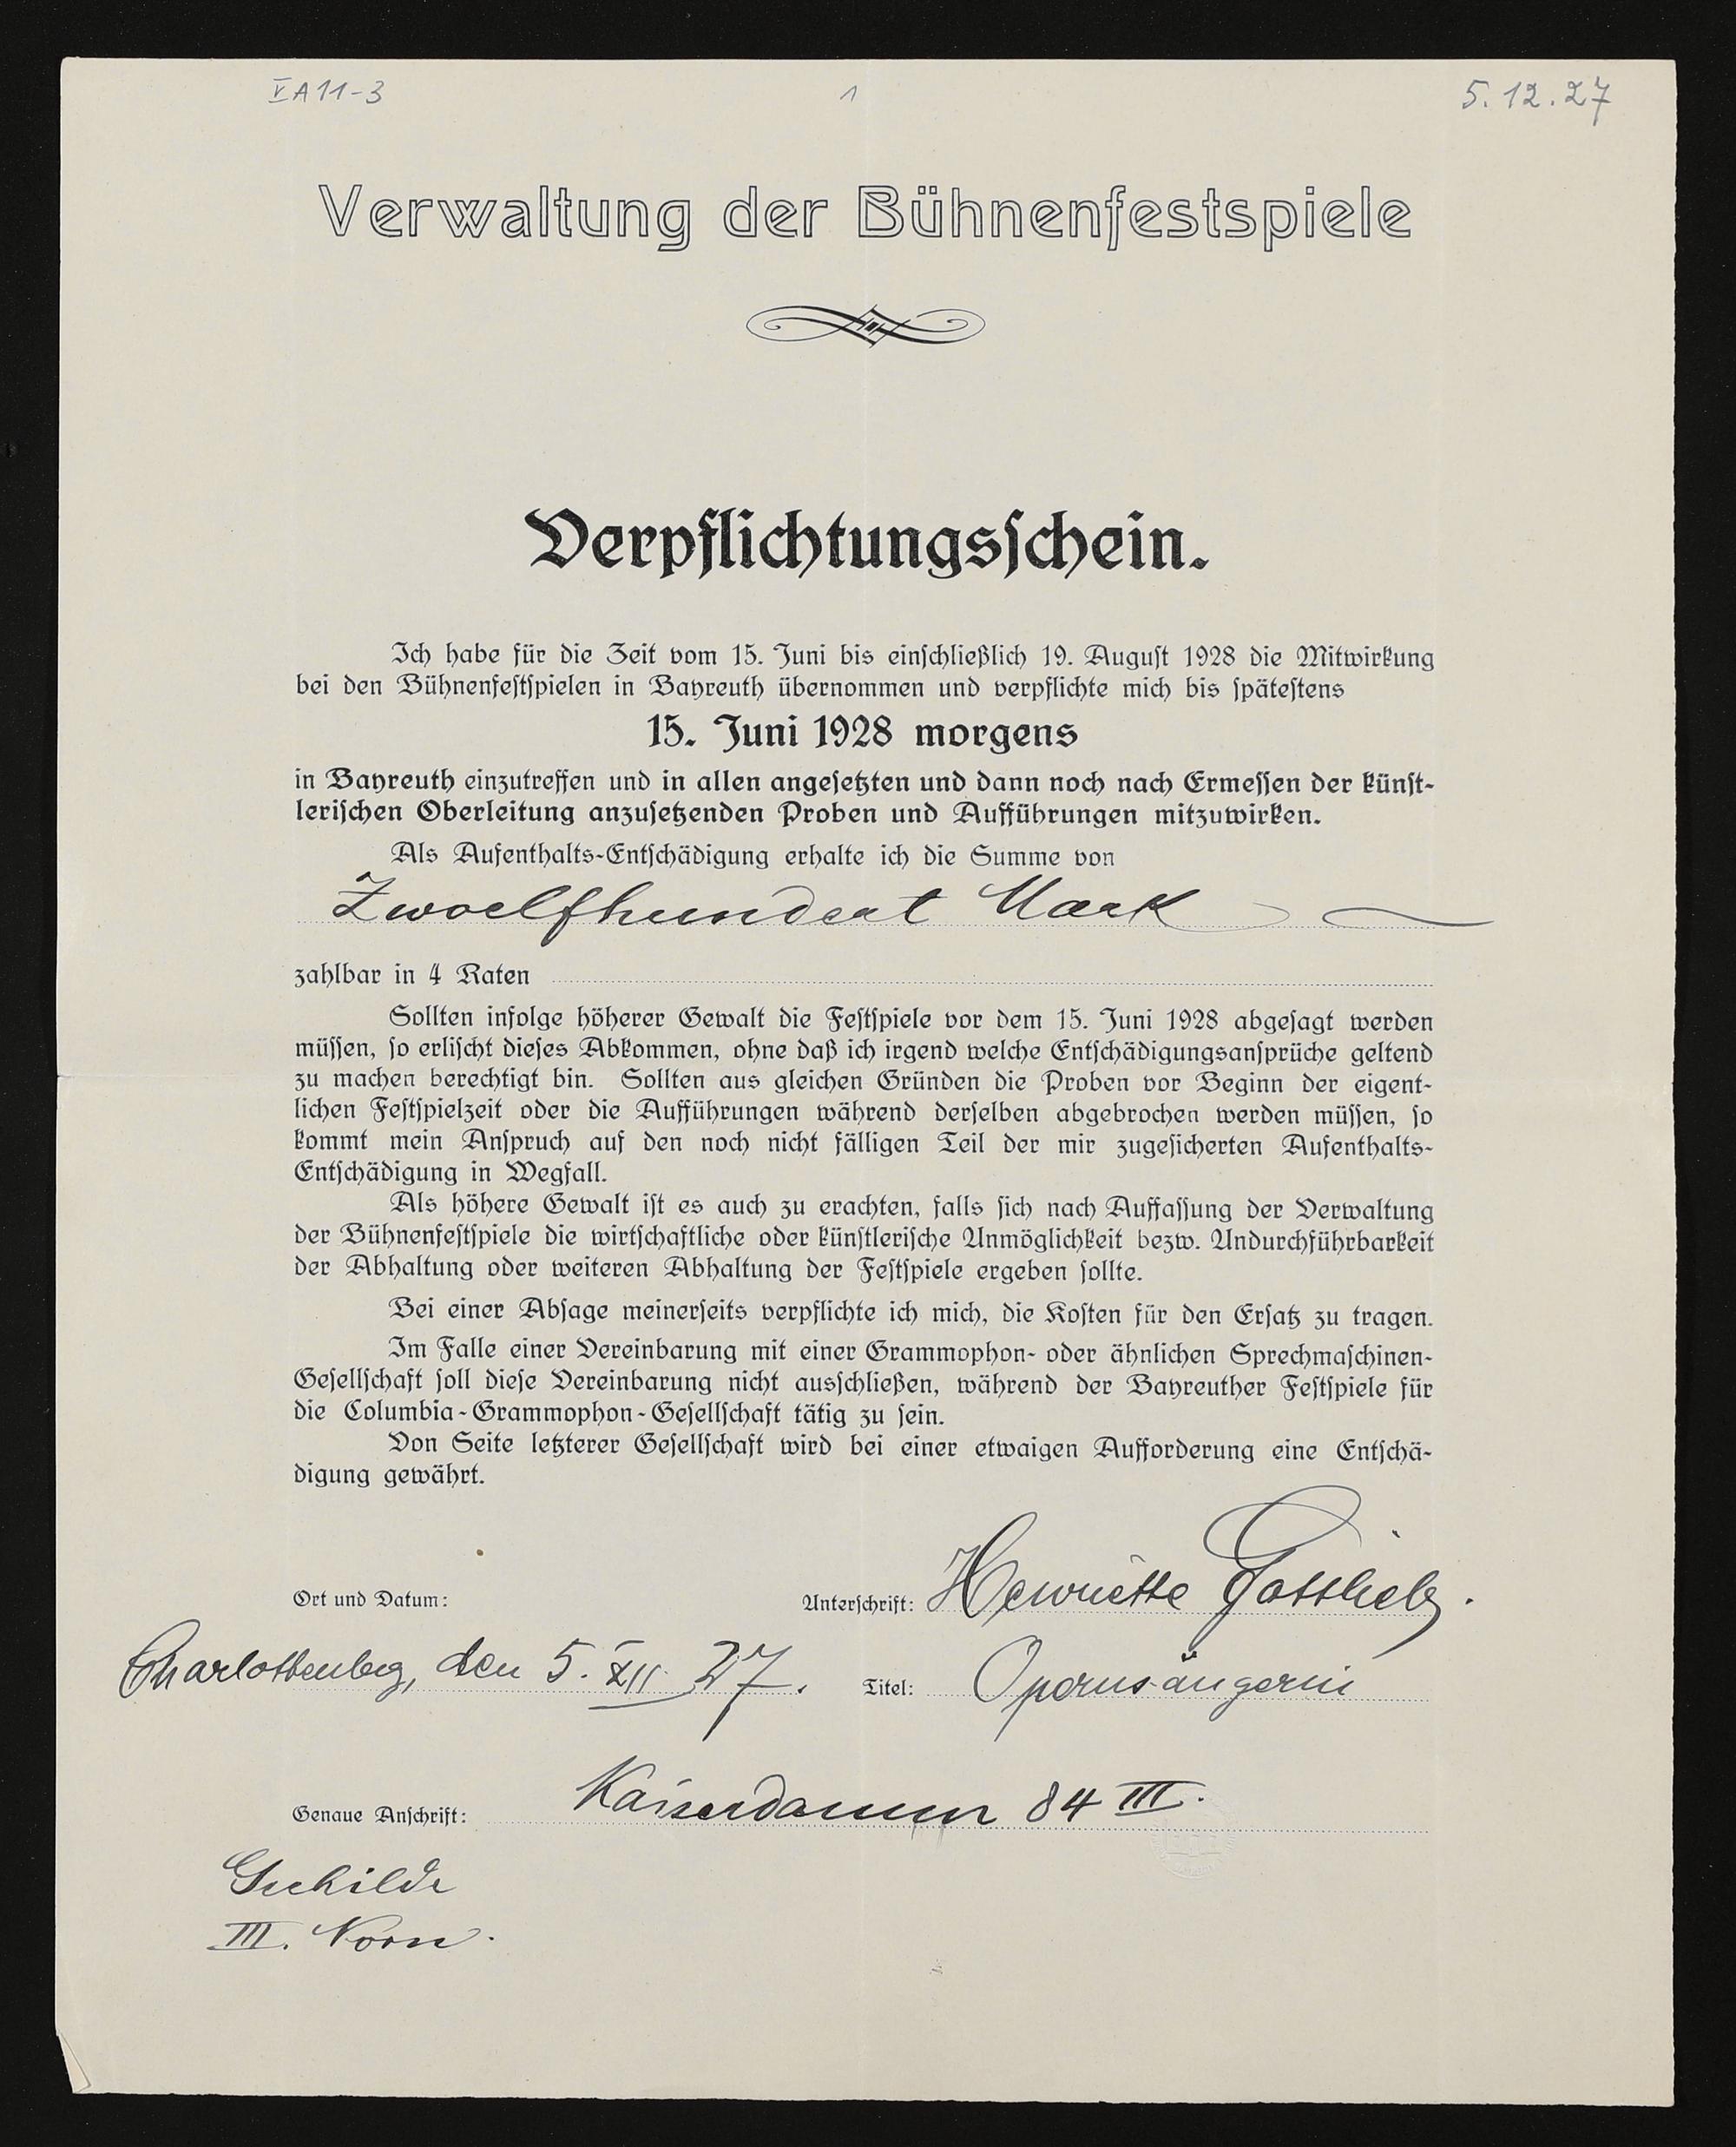 V A 11-3 1 5.12.27
Verwaltung der Bühnenfestspiele
Verpflichtungsschein.
Ich habe für die Zeit vom 15. Juni bis einschließlich 19. August 1928 die Mitwirkung
bei den Bühnenfestspielen in Bayreuth übernommen und verpflichte mich bis spätestens
15. Juni 1928 morgens
in Bayreuth einzutreffen und in allen angesetzten und dann noch nach Ermessen der künst-
lerischen Oberleitung anzusetzenden Proben und Aufführungen mitzuwirken.
Als Aufenthalts-Entschädigung erhalte ich die Summe von
Zwoelfhundert Mark
zahlbar in 4 Raten
Sollten infolge höherer Gewalt die Festspiele vor dem 15. Juni 1928 abgesagt werden
müssen, so erlischt dieses Abkommen, ohne daß ich irgend welche Entschädigungsansprüche geltend
zu machen berechtigt bin. Sollten aus gleichen Gründen die Proben vor Beginn der eigent-
lichen Festspielzeit oder die Aufführungen während derselben abgebrochen werden müssen, so
kommt mein Anspruch auf den noch nicht fälligen Teil der mir zugesicherten Aufenthalts-
Entschädigung in Wegfall.
Als höhere Gewalt ist es auch zu erachten, falls sich nach Auffassung der Verwaltung
der Bühnenfestspiele die wirtschaftliche oder künstlerische Unmöglichkeit bezw. Undurchführbarkeit
der Abhaltung oder weiteren Abhaltung der Festspiele ergeben sollte.
Bei einer Absage meinerseits verpflichte ich mich, die Kosten für den Ersatz zu tragen.
Im Falle einer Vereinbarung mit einer Grammophon- oder ähnlichen Sprechmaschinen-
Gesellschaft soll diese Vereinbarung nicht ausschließen, während der Bayreuther Festspiele für
die Columbia-Grammophon-Gesellschaft tätig zu sein.
Von Seite letzterer Gesellschaft wird bei einer etwaigen Aufforderung eine Entschä-
digung gewährt.
Ort und Datum: Unterschrift: Henriette Gottlieb.
Charlottenbg, den 5. XII. 27. Titel: Opernsängerin
Genaue Anschrift: Kaiserdamm 84 III.
III. Norn.